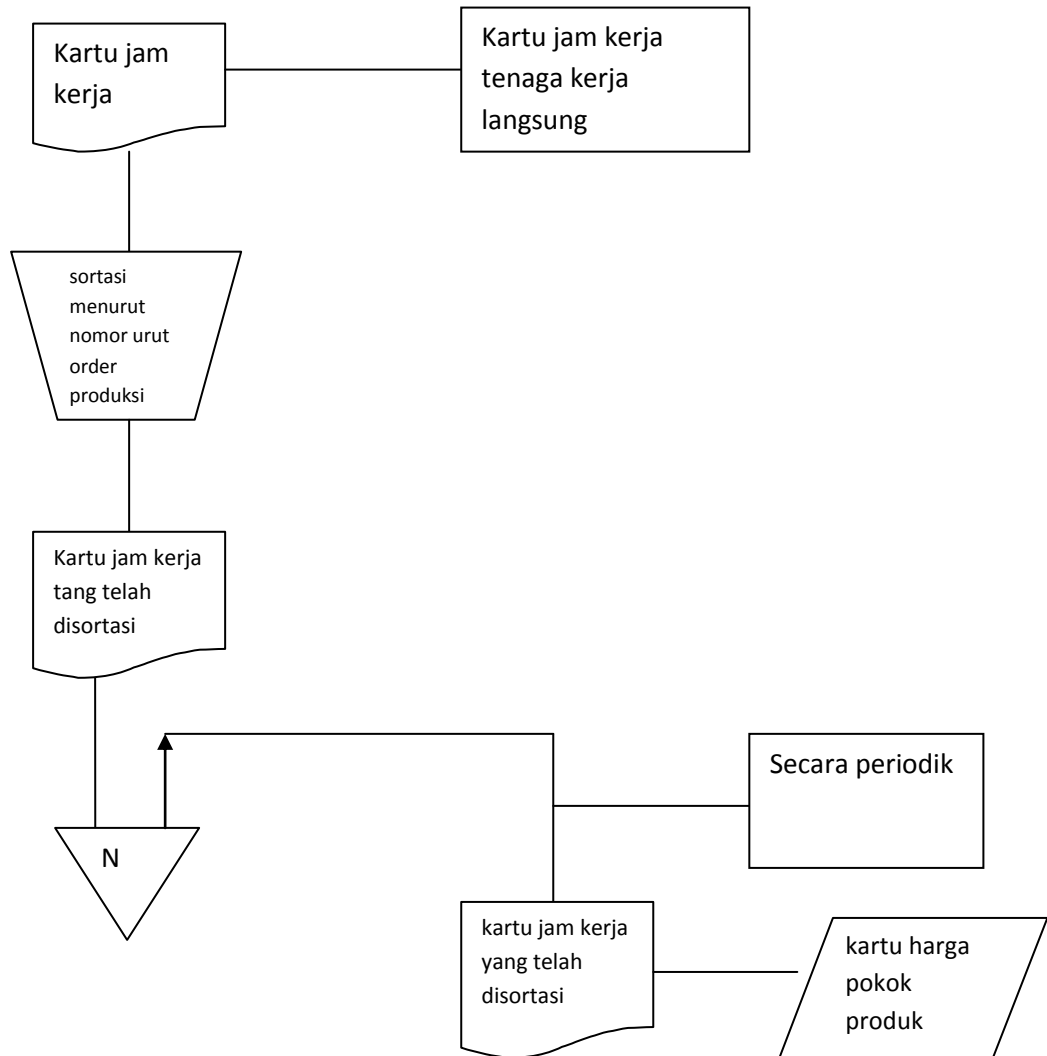 Kartu jam
kerja
Kartu jam kerja
tenaga kerja
langsung
sortasi
menurut
nomor urut
order
produksi
Kartu jam kerja
tang telah
disortasi
Secara periodik
N
kartu jam kerja
yang telah
disortasi
kartu harga
pokok
produk